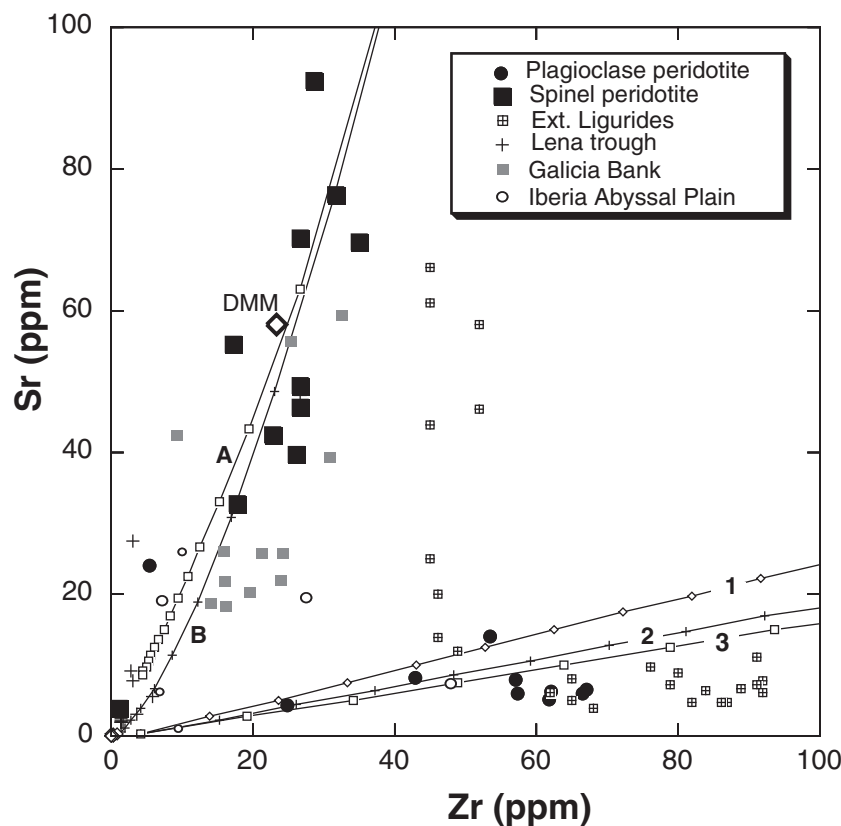 100
80
60
40
20
0
Sr (ppm)
Plagioclase peridotite
Spinel peridotite
Ext. Ligurides
Lena trough
Galicia Bank
Iberia Abyssal Plain
DMM
A
B
1
2
3
0 20 40 60 80 100
Zr (ppm)